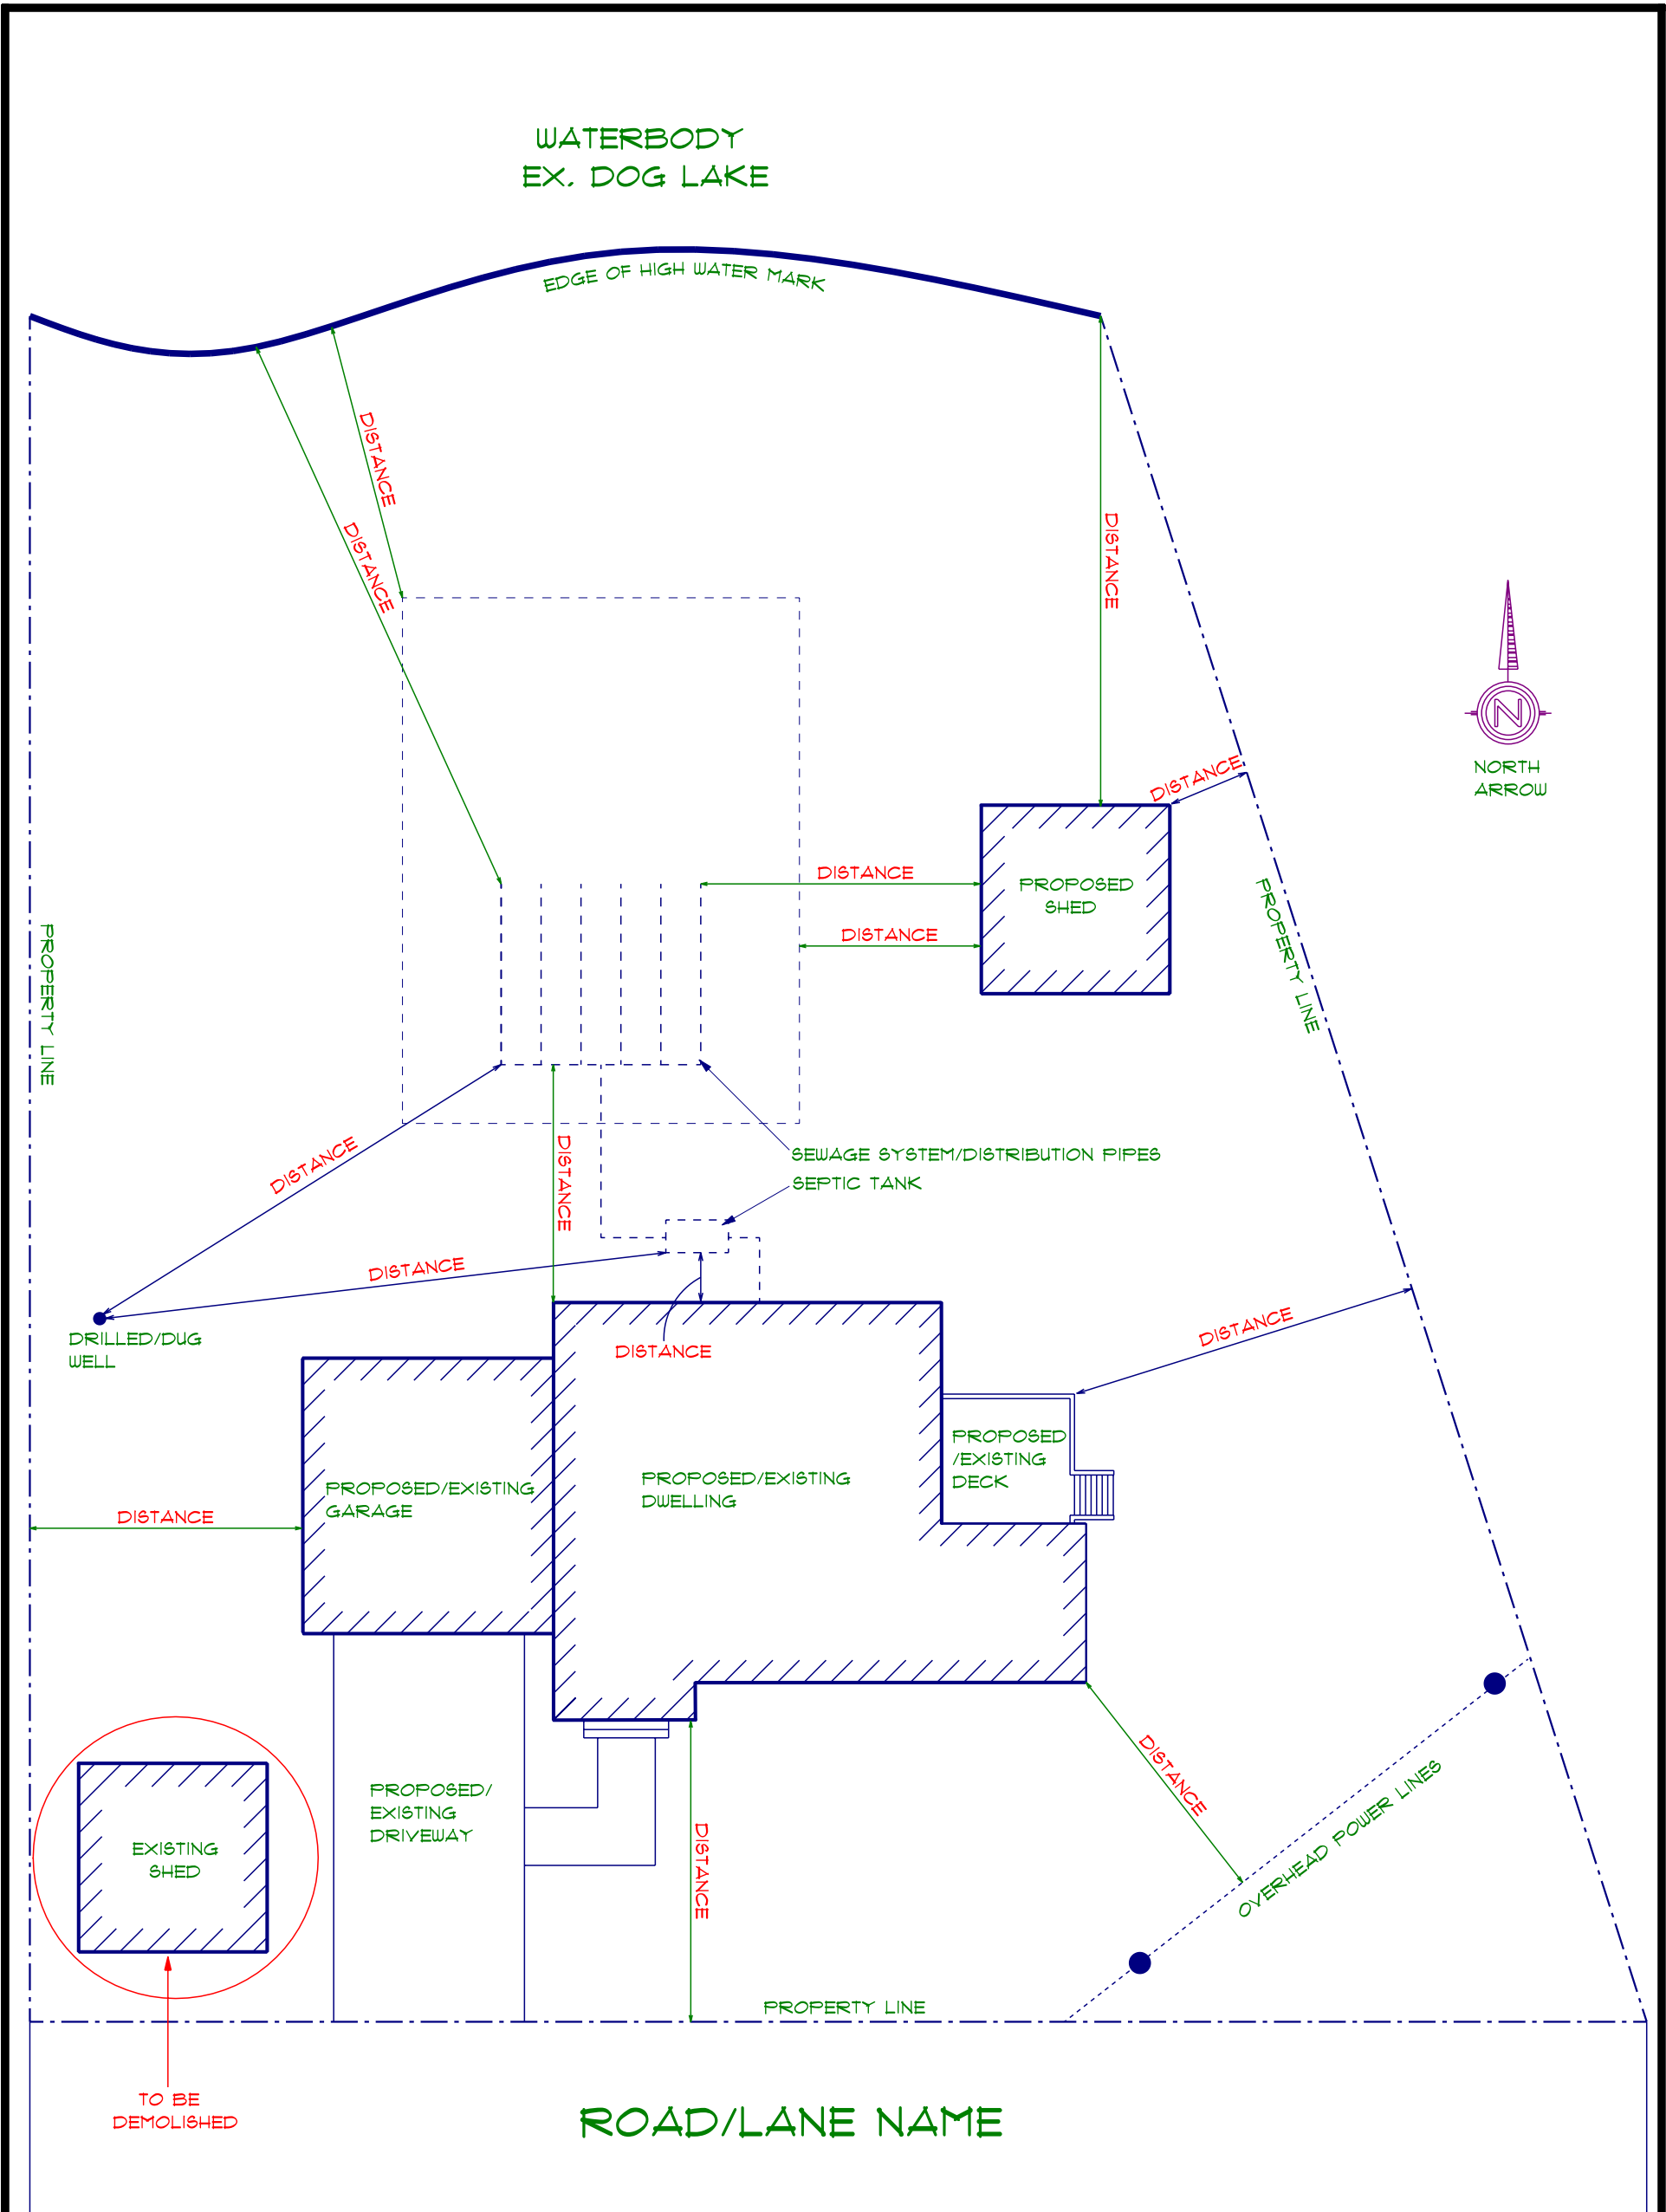 WATERBODY
EX. DOG LAKE
EDGE OF HIGH WATER MARK
DISTANCE
DISTANCE
DISTANCE
N
NORTH
ARROW
DISTANCE
DISTANCE
PROPOSED
SHED
DISTANCE
PROPERTY LINE
PROPERTY LINE
DISTANCE
DISTANCE
SEWAGE SYSTEM/DISTRIBUTION PIPES
SEPTIC TANK
DISTANCE
DRILLED/DUG
WELL
DISTANCE
DISTANCE
PROPOSED
/EXISTING
DECK
PROPOSED/EXISTING
GARAGE
PROPOSED/EXISTING
DWELLING
DISTANCE
DISTANCE
PROPOSED/
EXISTING
DRIVEWAY
OVERHEAD POWER LINES
EXISTING
SHED
DISTANCE
PROPERTY LINE
TO BE
DEMOLISHED
ROAD/LANE NAME